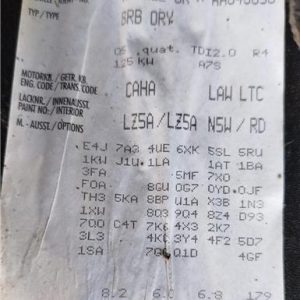 TYP / TYPE
8RB 0RY
Q5 quat. TDI2.0 R4
125 KW A7S
MOTORKB. / GETR.KB.
ENG. CODE / TRANS. CODE
CAHA LAW LTC
LACKNR. / INNENAUSST.
PAINT NO. / INTERIOR
LZ5A/LZ5A N5W / RD
M.-AUSST. / OPTIONS
E4J 7A3 4UE 6XK 5SL 5RU
1KW J1U 1LA 1AT 1BA
3FA 5MF 7X0
F0A 8GU 0G7 0YD 0JF
TH3 5KA 8BP U1A X3B 1N3
1XW 8Q3 9Q4 8Z4 D93
7Q0 C4T 7K6 4X3 2K7
3L3 4K 3Y4 4F2 5D7
1SA Q1D 4GF
8.2 6.8 179